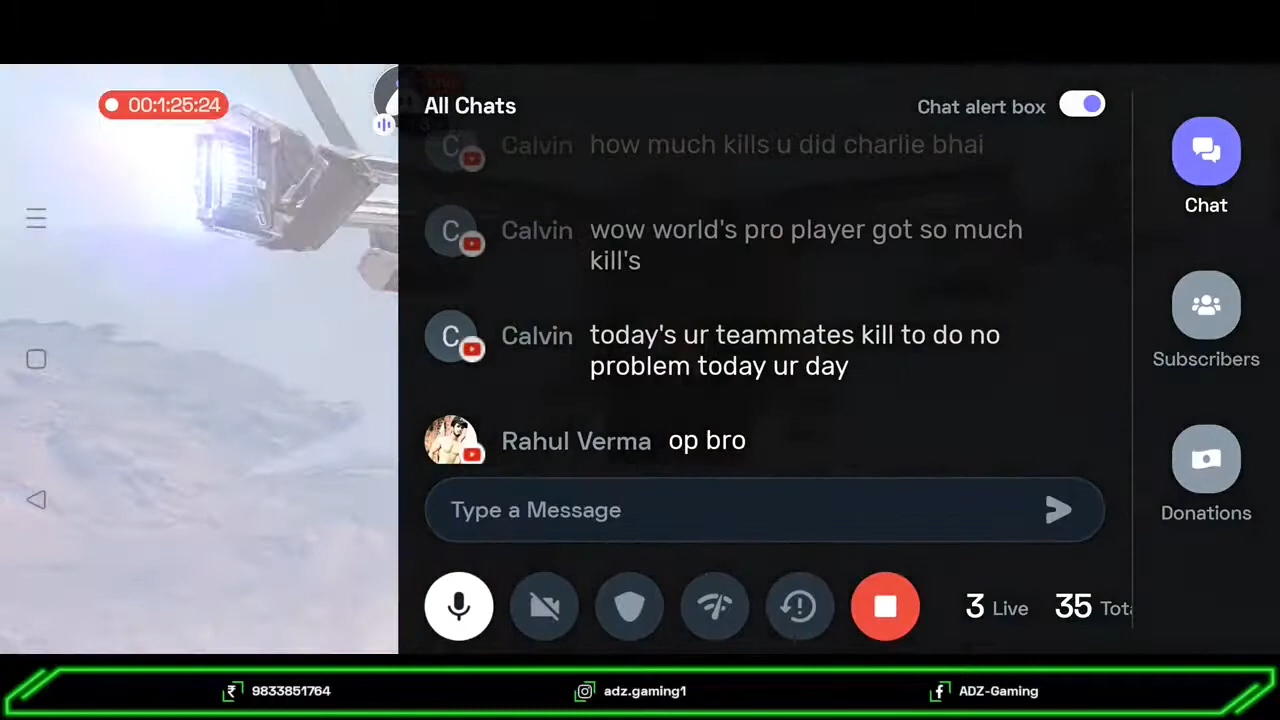 00:1:25:24
All Chats
Chat alert box
Calvin how much kills u did charlie bhai
Calvin wow world's pro player got so much
kill's
Calvin today's ur teammates kill to do no
problem today ur day
Rahul Verma op bro
Type a Message
3 Live 35 Tota
Chat
Subscribers
Donations
₹ 9833851764
adz.gaming1
ADZ-Gaming